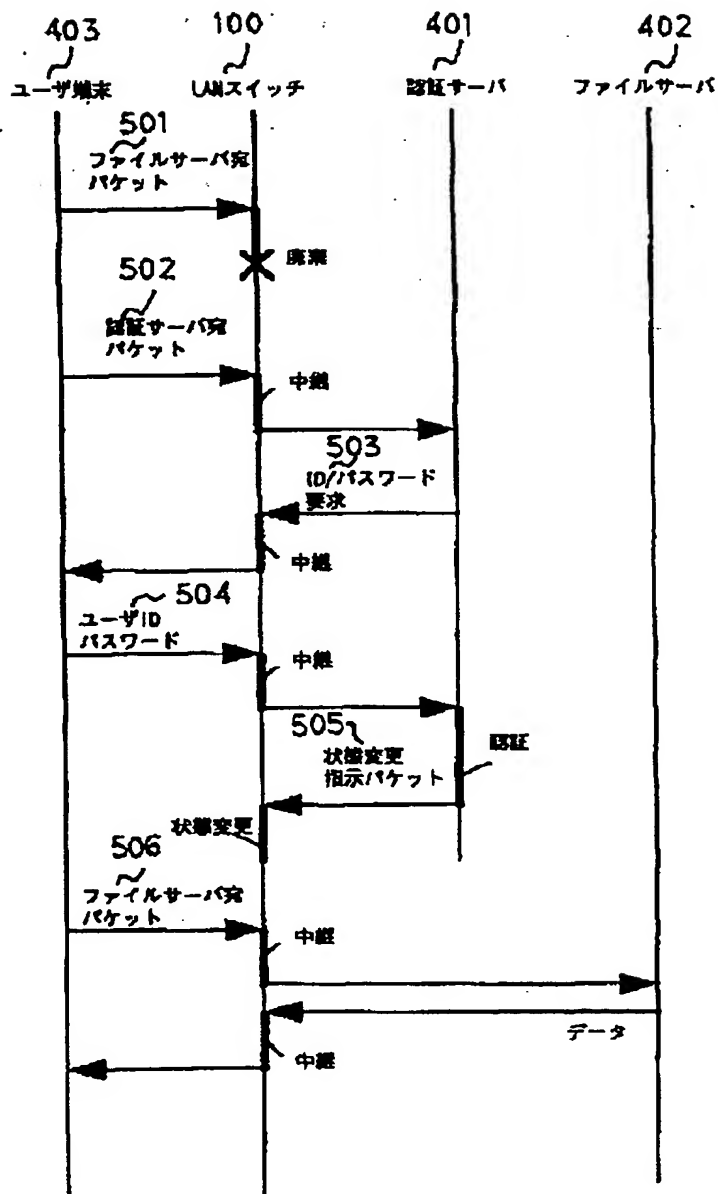 403 100 401 402
ユーザ端末 LANスイッチ 認証サーバ ファイルサーバ
501
ファイルサーバ宛
パケット
廃棄
502
認証サーバ宛
パケット
中継
503
ID/パスワード
要求
中継
504
ユーザID
パスワード
中継
505
状態変更
指示パケット
認証
状態変更
506
ファイルサーバ宛
パケット
中継
データ
中継